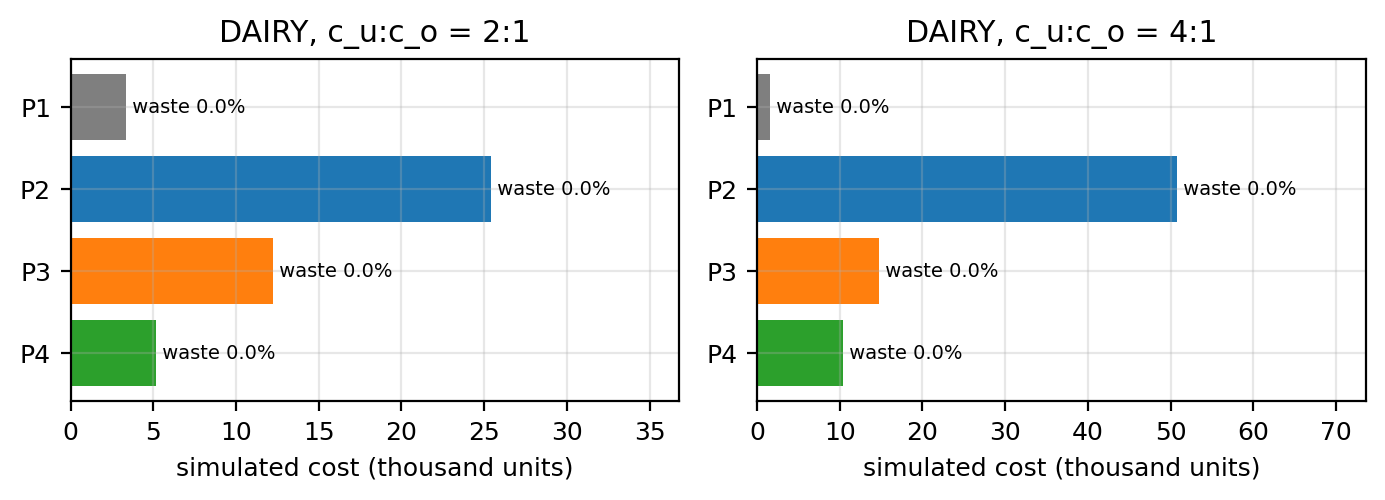 DAIRY, c_u:c_o = 2:1
P1
waste 0.0%
P2
waste 0.0%
P3
waste 0.0%
P4
waste 0.0%
0 5 10 15 20 25 30 35
simulated cost (thousand units)
DAIRY, c_u:c_o = 4:1
P1
waste 0.0%
P2
waste 0.0%
P3
waste 0.0%
P4
waste 0.0%
0 10 20 30 40 50 60 70
simulated cost (thousand units)